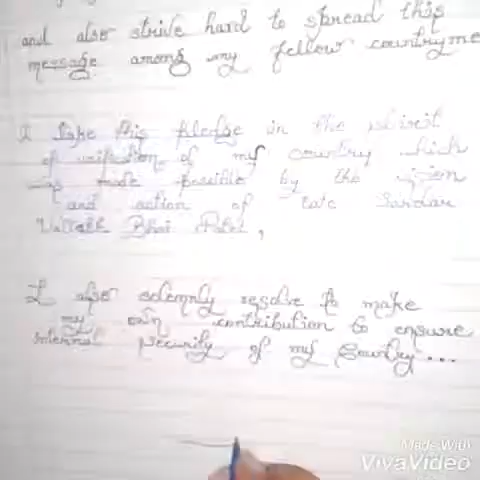 and also strive hard to spread this
message among my fellow countryme
I take this pledge in the spirit
of unification of my country which
was made possible by the vision
and action of late Sardar
Vallabh Bhai Patel,
I also solemnly resolve to make
my own contribution to ensure
internal security of my Country...
Made With
VivaVideo